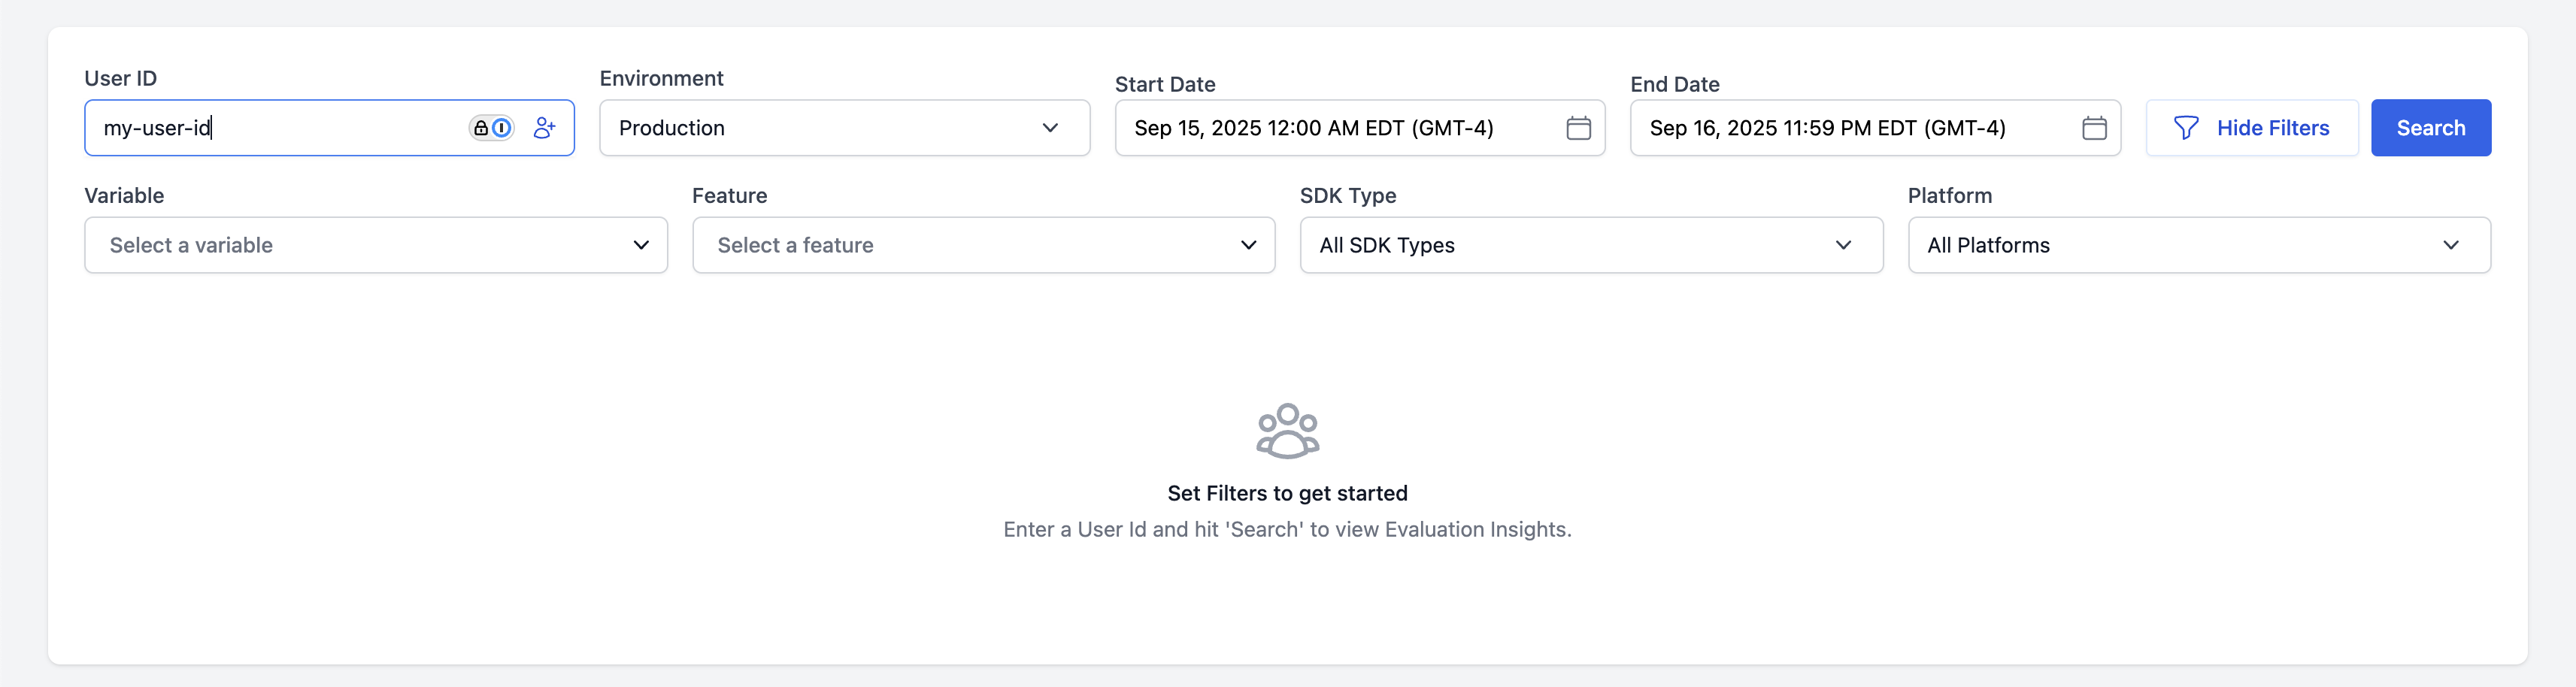 User ID
Environment
Start Date
End Date
my-user-id
Production
Sep 15, 2025 12:00 AM EDT (GMT-4)
Sep 16, 2025 11:59 PM EDT (GMT-4)
Hide Filters
Search
Variable
Feature
SDK Type
Platform
Select a variable
Select a feature
All SDK Types
All Platforms
Set Filters to get started
Enter a User Id and hit 'Search' to view Evaluation Insights.